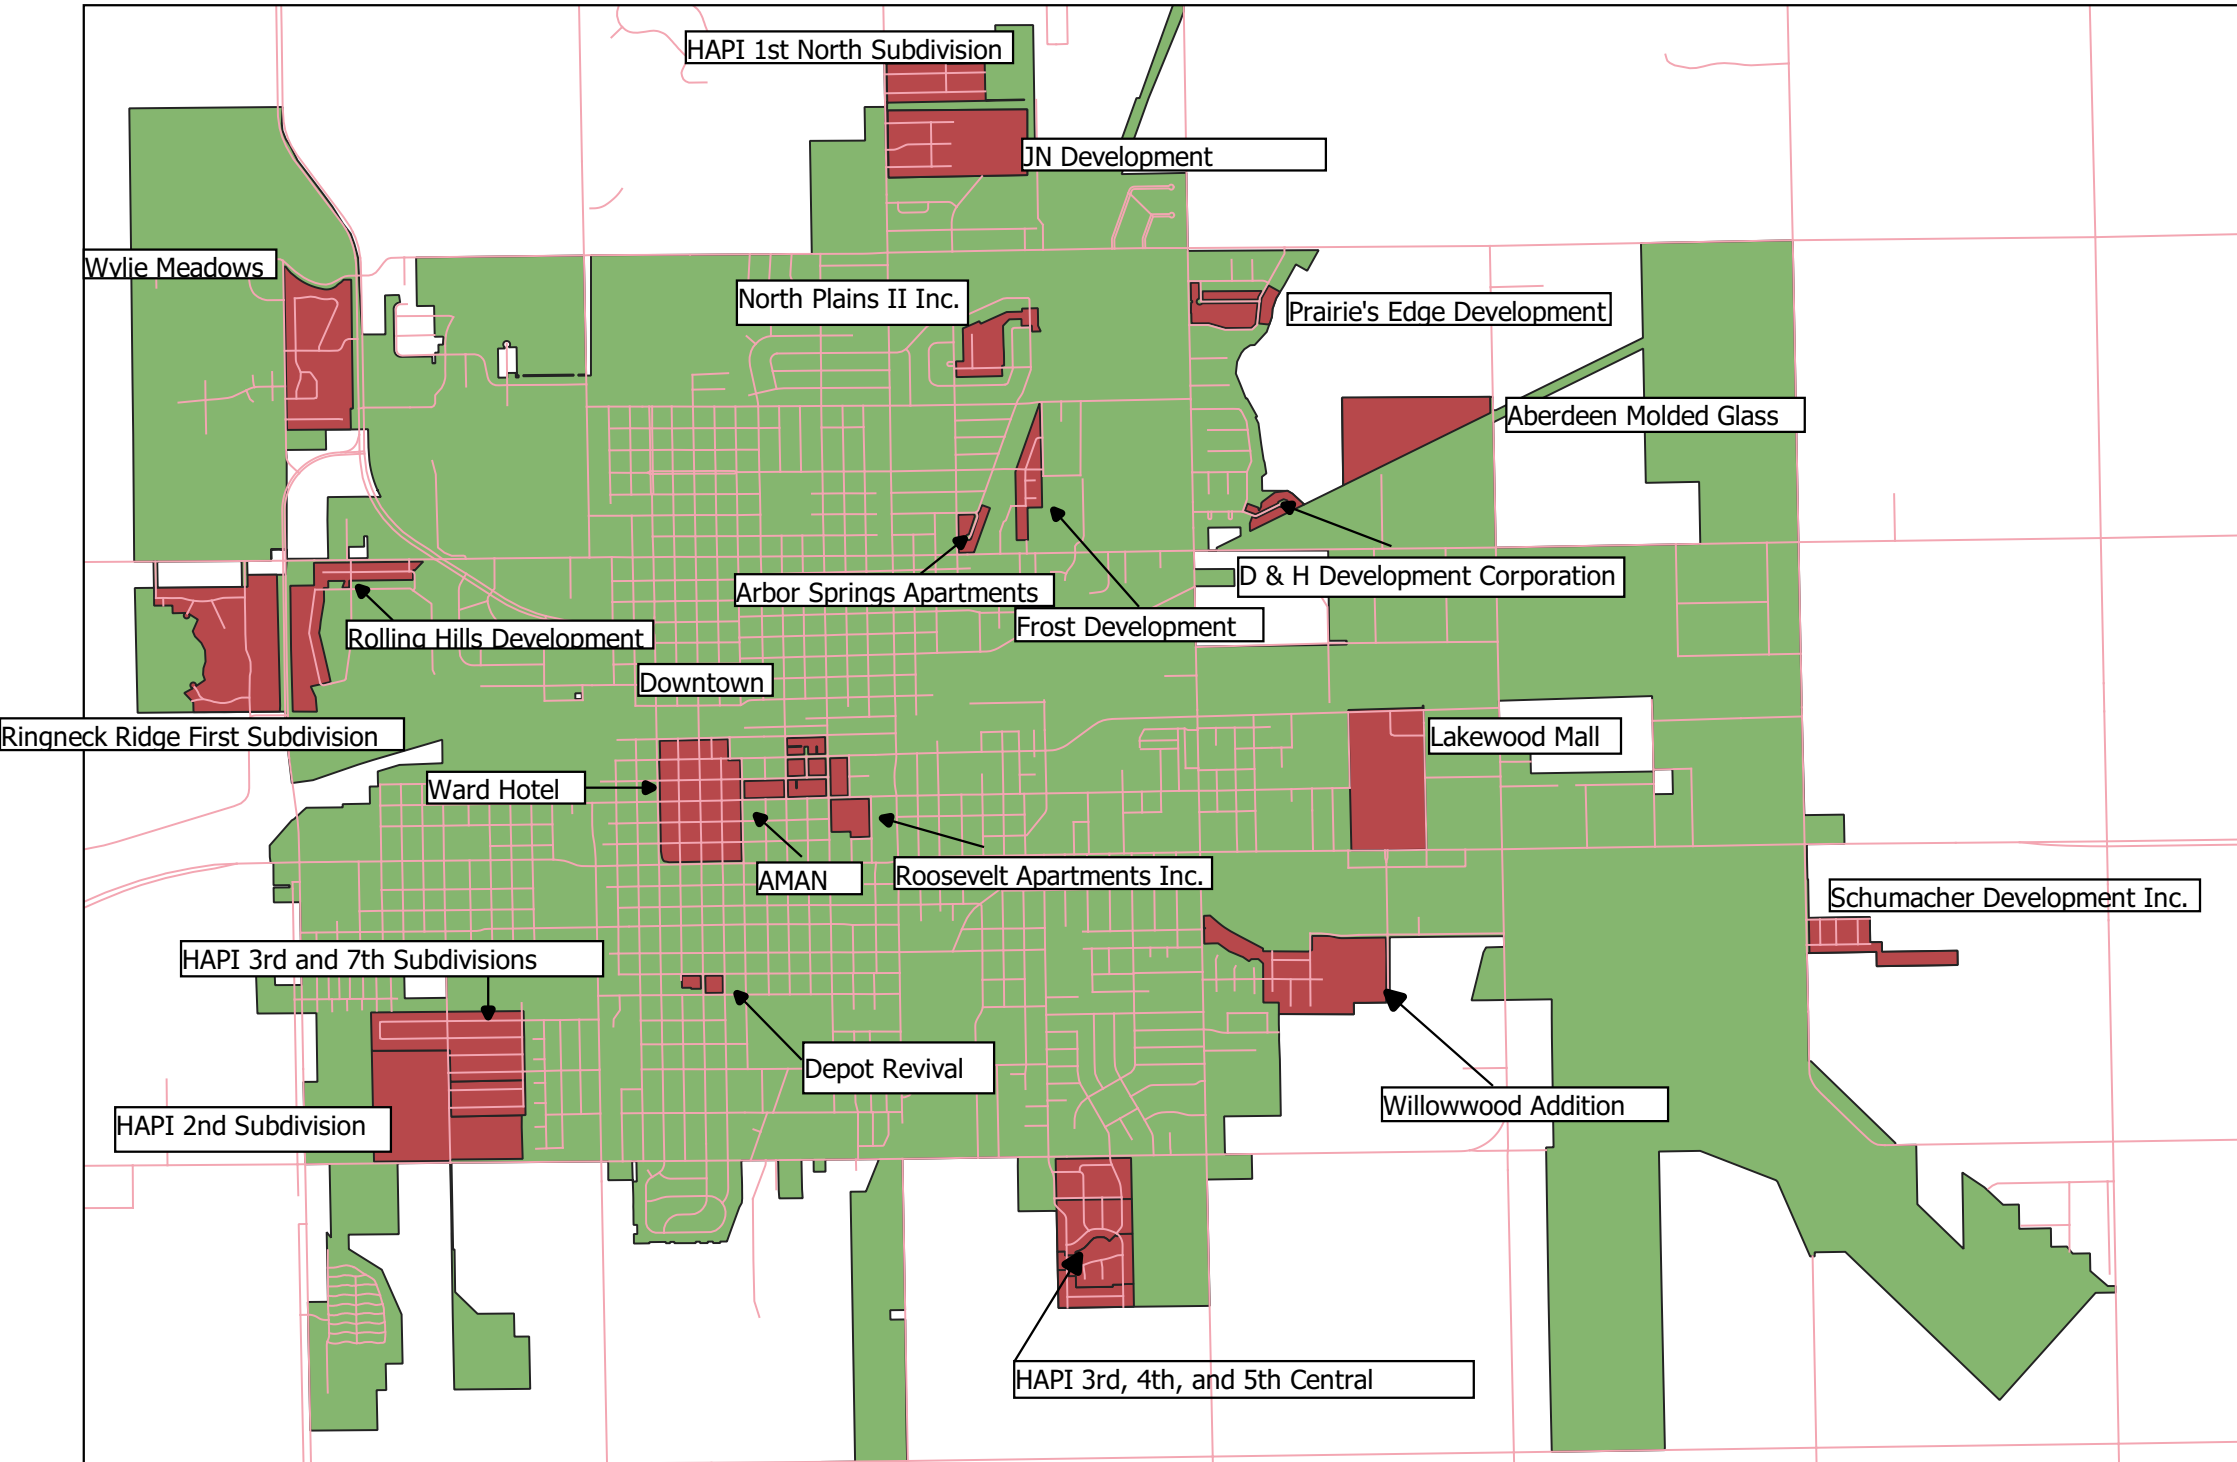 HAPI 1st North Subdivision
JN Development
Wylie Meadows
North Plains II Inc.
Prairie's Edge Development
Aberdeen Molded Glass
D & H Development Corporation
Arbor Springs Apartments
Frost Development
Rolling Hills Development
Downtown
Ringneck Ridge First Subdivision
Lakewood Mall
Ward Hotel
AMAN
Roosevelt Apartments Inc.
Schumacher Development Inc.
HAPI 3rd and 7th Subdivisions
Depot Revival
Willowwood Addition
HAPI 2nd Subdivision
HAPI 3rd, 4th, and 5th Central